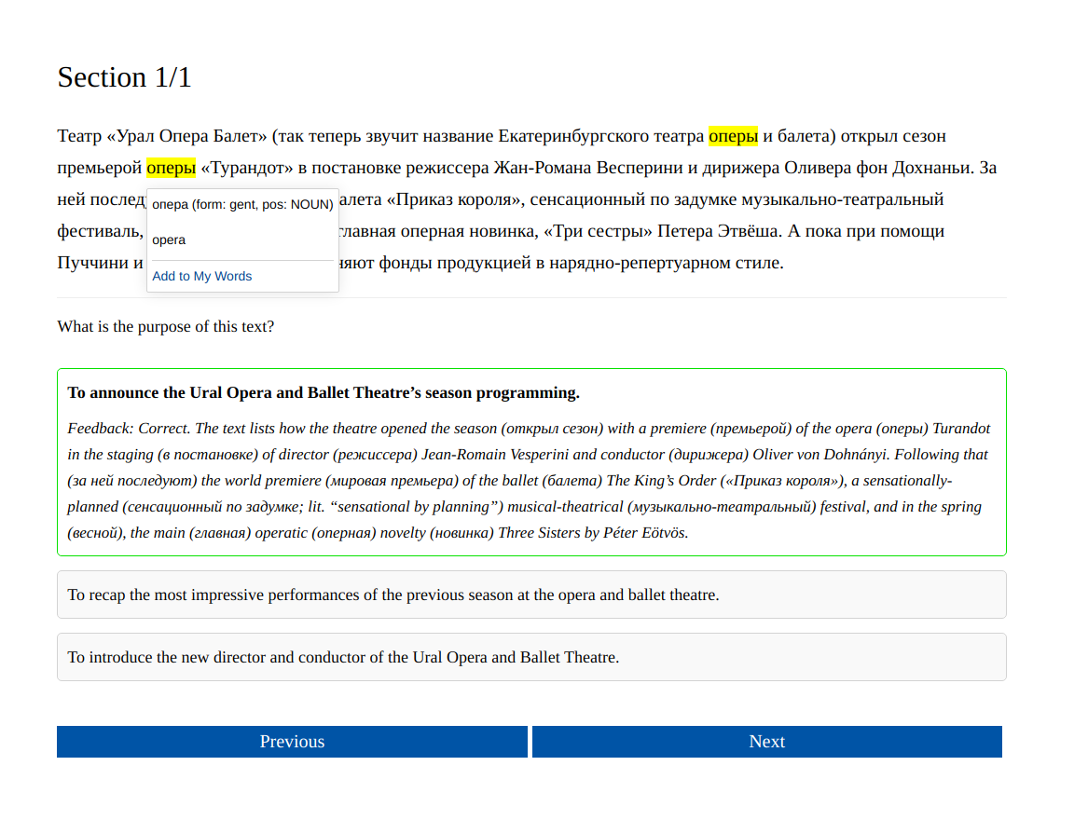 Section 1/1
Театр «Урал Опера Балет» (так теперь звучит название Екатеринбургского театра оперы и балета) открыл сезон
премьерой оперы «Турандот» в постановке режиссера Жан-Романа Весперини и дирижера Оливера фон Дохнаньи. За
ней послед алета «Приказ короля», сенсационный по задумке музыкально-театральный
опера (form: gent, pos: NOUN)
фестиваль, главная оперная новинка, «Три сестры» Петера Этвёша. А пока при помощи
opera
Пуччини и няют фонды продукцией в нарядно-репертуарном стиле.
Add to My Words
What is the purpose of this text?
To announce the Ural Opera and Ballet Theatre’s season programming.
Feedback: Correct. The text lists how the theatre opened the season (открыл сезон) with a premiere (премьерой) of the opera (оперы) Turandot
in the staging (в постановке) of director (режиссера) Jean-Romain Vesperini and conductor (дирижера) Oliver von Dohnányi. Following that
(за ней последуют) the world premiere (мировая премьера) of the ballet (балета) The King’s Order («Приказ короля»), a sensationally-
planned (сенсационный по задумке; lit. “sensational by planning”) musical-theatrical (музыкально-театральный) festival, and in the spring
(весной), the main (главная) operatic (оперная) novelty (новинка) Three Sisters by Péter Eötvös.
To recap the most impressive performances of the previous season at the opera and ballet theatre.
To introduce the new director and conductor of the Ural Opera and Ballet Theatre.
Previous Next